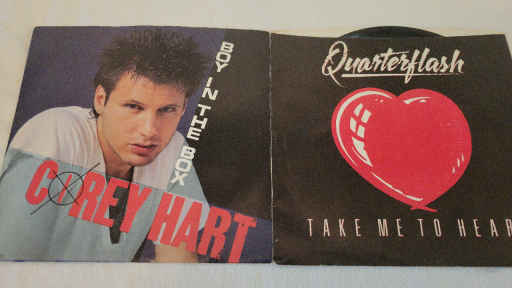 BOY IN THE BOX
COREY HART
Quarterflash
TAKE ME TO HEAR